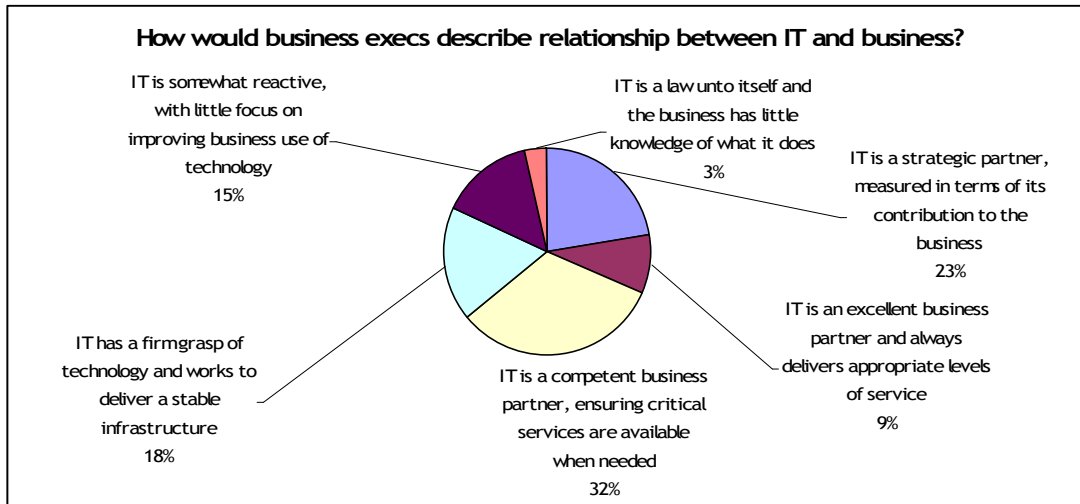 How would business execs describe relationship between IT and business?
IT is somewhat reactive,
with little focus on
improving business use of
technology
15%
IT is a law unto itself and
the business has little
knowledge of what it does
3%
IT is a strategic partner,
measured in terms of its
contribution to the
business
23%
IT is an excellent business
partner and always
delivers appropriate levels
of service
9%
IT is a competent business
partner, ensuring critical
services are available
when needed
32%
IT has a firm grasp of
technology and works to
deliver a stable
infrastructure
18%